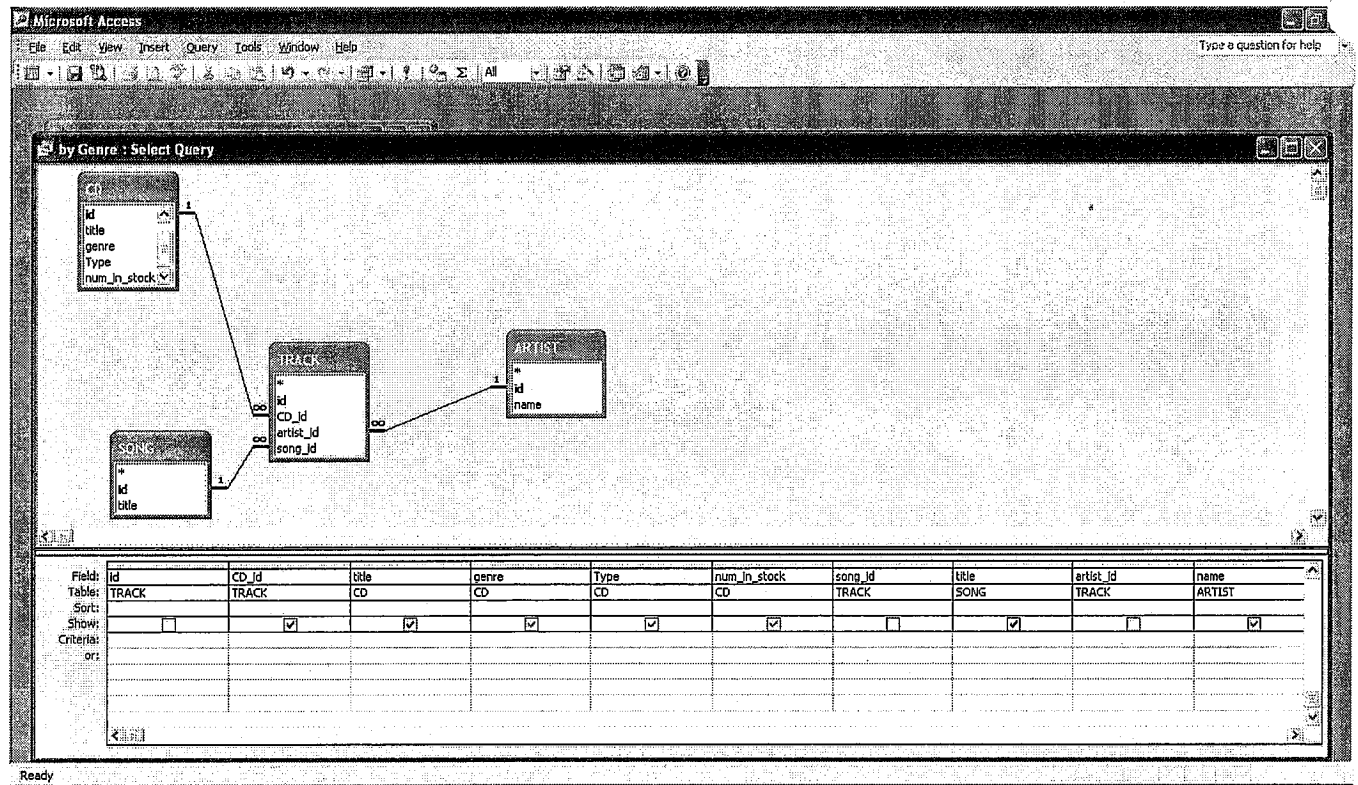 Microsoft Access
File Edit View Insert Query Tools Window Help
Type a question for help
All
by Genre : Select Query
CD
id
title
genre
Type
num_in_stock
TRACK
*
id
CD_id
artist_id
song_id
ARTIST
*
id
name
SONG
*
id
title
1
∞
∞
1
∞
1
Field: id CD_id title genre Type num_in_stock song_id title artist_id name
Table: TRACK TRACK CD CD CD CD TRACK SONG TRACK ARTIST
Sort:
Show:
Criteria:
or:
Ready